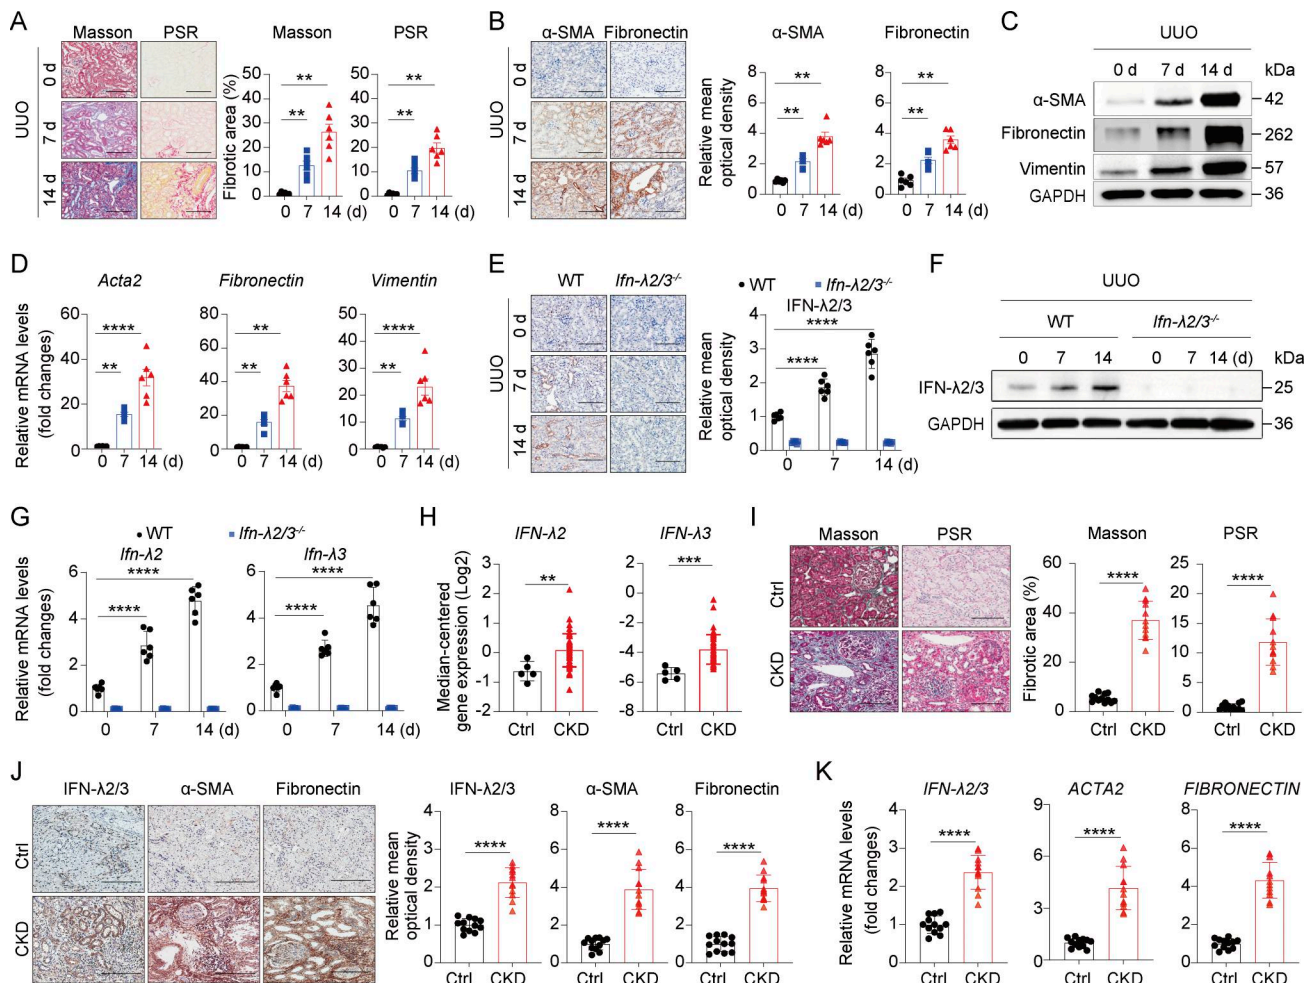 A
Masson PSR
UUO
0 d
7 d
14 d
Fibrotic area (%)
Masson
50
40
30
20
10
0
**
**
0 7 14 (d)
PSR
50
40
30
20
10
0
**
**
0 7 14 (d)
B
α-SMA Fibronectin
UUO
0 d
7 d
14 d
Relative mean
optical density
α-SMA
8
6
4
2
0
**
**
0 7 14 (d)
Fibronectin
8
6
4
2
0
**
**
0 7 14 (d)
C
UUO
0 d 7 d 14 d kDa
α-SMA 42
Fibronectin 262
Vimentin 57
GAPDH 36
D
Relative mRNA levels
(fold changes)
Acta2
60
40
20
0
****
**
0 7 14 (d)
Fibronectin
80
60
40
20
0
**
**
0 7 14 (d)
Vimentin
50
40
30
20
10
0
****
**
0 7 14 (d)
E
WT Ifn-λ2/3-/-
UUO
0 d
7 d
14 d
WT Ifn-λ2/3-/-
IFN-λ2/3
Relative mean
optical density
4
3
2
1
0
****
****
0 7 14 (d)
F
UUO
WT Ifn-λ2/3-/-
0 7 14 0 7 14 (d) kDa
IFN-λ2/3 25
GAPDH 36
G
WT Ifn-λ2/3-/-
Relative mRNA levels
(fold changes)
Ifn-λ2
6
4
2
0
****
****
0 7 14 (d)
Ifn-λ3
6
4
2
0
****
****
0 7 14 (d)
H
Median-centered
gene expression (Log2)
IFN-λ2
3
2
1
0
-1
-2
**
Ctrl CKD
IFN-λ3
0
-2
-4
-6
-8
***
Ctrl CKD
I
Masson PSR
Ctrl
CKD
Fibrotic area (%)
Masson
60
40
20
0
****
Ctrl CKD
PSR
25
20
15
10
5
0
****
Ctrl CKD
J
IFN-λ2/3 α-SMA Fibronectin
Ctrl
CKD
Relative mean
optical density
IFN-λ2/3
4
3
2
1
0
****
Ctrl CKD
α-SMA
8
6
4
2
0
****
Ctrl CKD
Fibronectin
8
6
4
2
0
****
Ctrl CKD
K
Relative mRNA levels
(fold changes)
IFN-λ2/3
4
3
2
1
0
****
Ctrl CKD
ACTA2
9
6
3
0
****
Ctrl CKD
FIBRONECTIN
8
6
4
2
0
****
Ctrl CKD